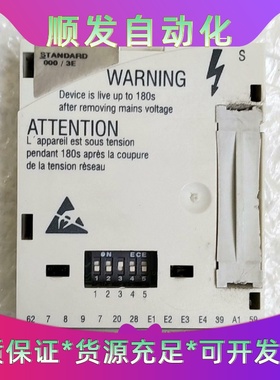 顺发自动化
STANDARD
000 / 3E
S
WARNING
Device is live up to 180s
after removing mains voltage
ATTENTION
L'appareil est sous tension
pendant 180s après la coupure
de la tension réseau
ON ECE
1 2 3 4 5
62 7 8 9 7 20 28 E1 E2 E3 E4 39 A1 59
质保证*货源充足*可开发